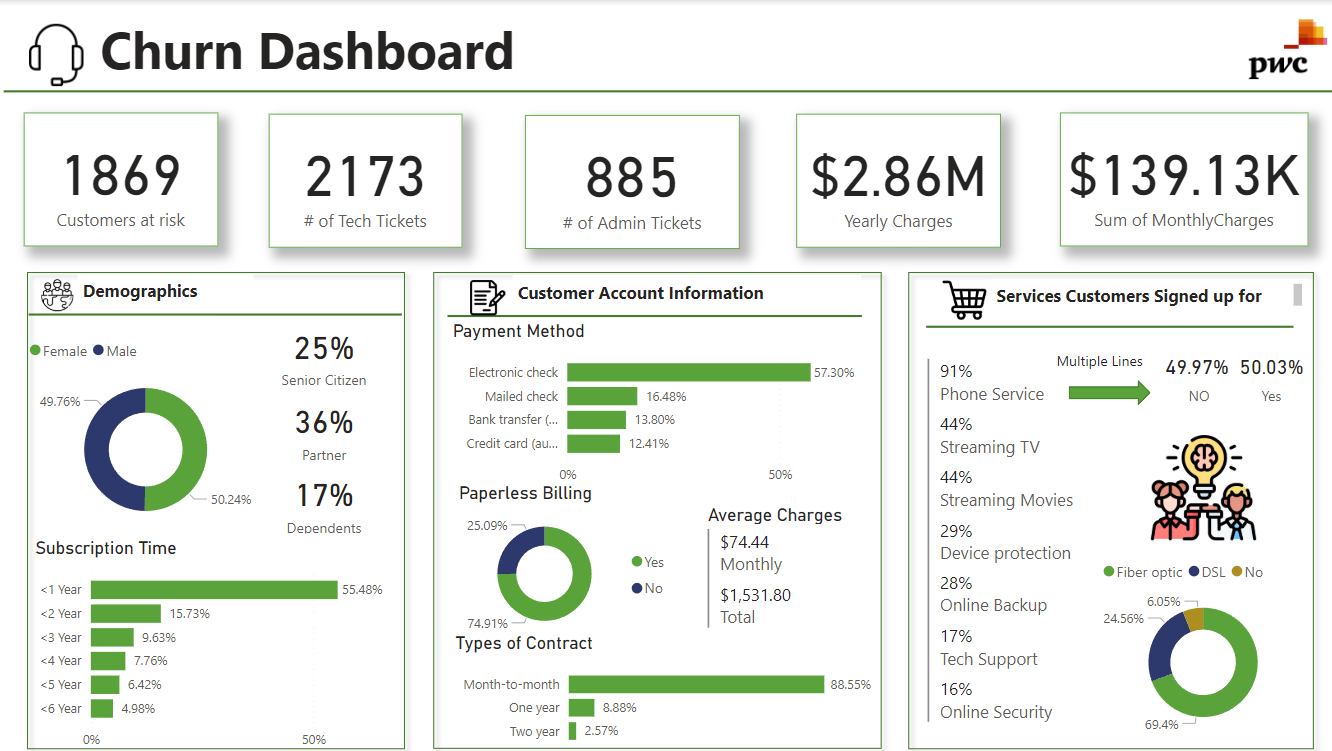 Churn Dashboard
pwc
1869
Customers at risk
2173
# of Tech Tickets
885
# of Admin Tickets
$2.86M
Yearly Charges
$139.13K
Sum of MonthlyCharges
Demographics
Female Male
49.76%
50.24%
25%
Senior Citizen
36%
Partner
17%
Dependents
Subscription Time
<1 Year 55.48%
<2 Year 15.73%
<3 Year 9.63%
<4 Year 7.76%
<5 Year 6.42%
<6 Year 4.98%
0% 50%
Customer Account Information
Payment Method
Electronic check 57.30%
Mailed check 16.48%
Bank transfer (... 13.80%
Credit card (au... 12.41%
0% 50%
Paperless Billing
25.09%
74.91%
Yes
No
Average Charges
$74.44
Monthly
$1,531.80
Total
Types of Contract
Month-to-month 88.55%
One year 8.88%
Two year 2.57%
Services Customers Signed up for
91%
Phone Service
44%
Streaming TV
44%
Streaming Movies
29%
Device protection
28%
Online Backup
17%
Tech Support
16%
Online Security
Multiple Lines
49.97% 50.03%
NO Yes
Fiber optic DSL No
6.05%
24.56%
69.4%